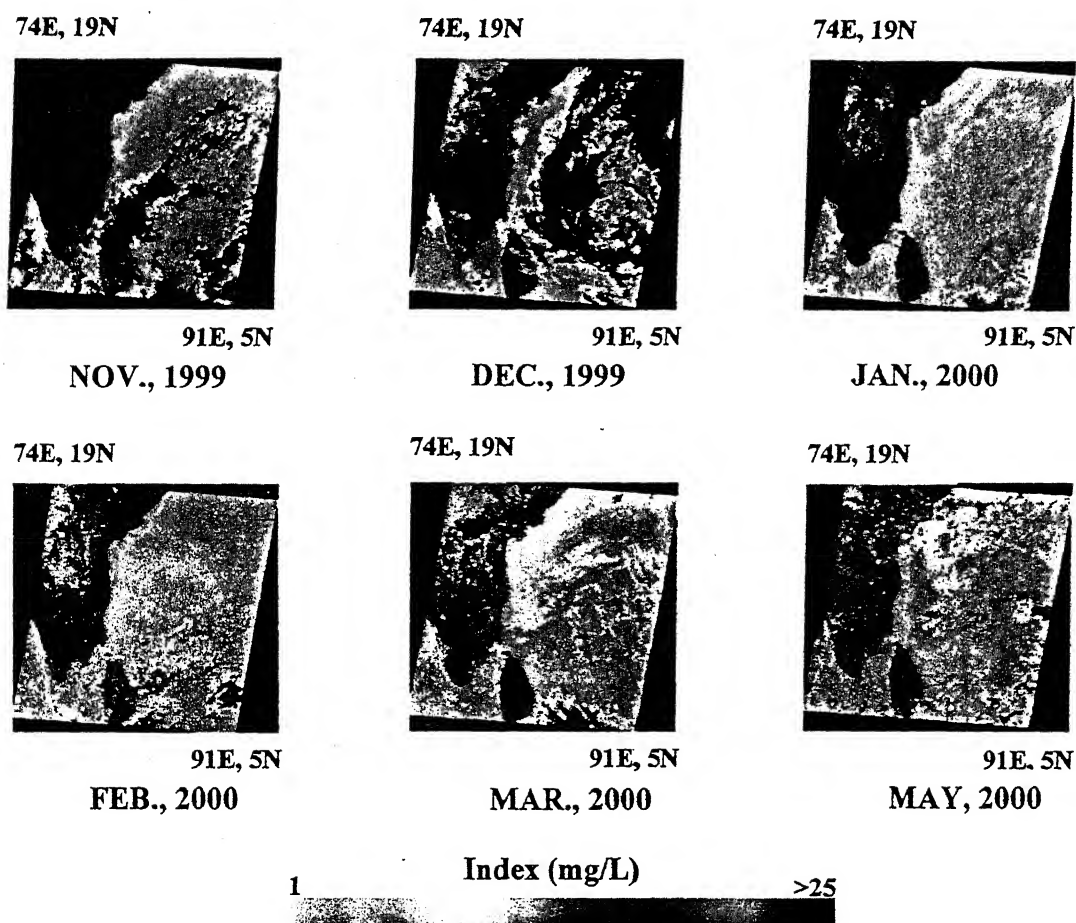 74E, 19N 74E, 19N 74E, 19N
91E, 5N 91E, 5N 91E, 5N
NOV., 1999 DEC., 1999 JAN., 2000
74E, 19N 74E, 19N 74E, 19N
91E, 5N 91E, 5N 91E. 5N
FEB., 2000 MAR., 2000 MAY, 2000
Index (mg/L)
1 >25